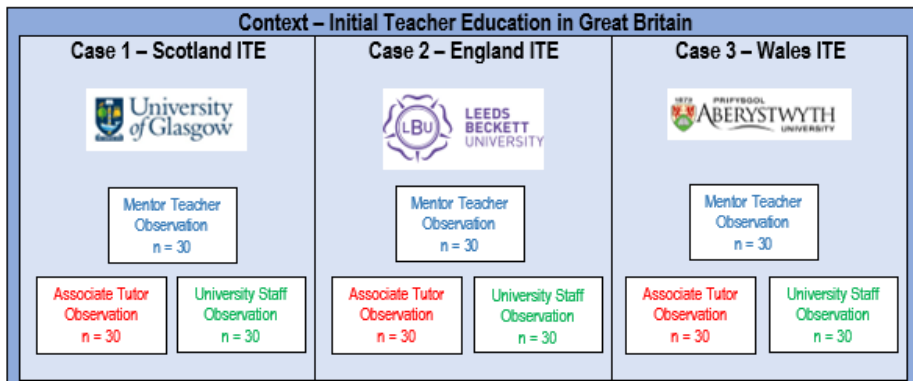 Context – Initial Teacher Education in Great Britain
Case 1 – Scotland ITE
University
of Glasgow
Mentor Teacher
Observation
n = 30
Associate Tutor
Observation
n = 30
University Staff
Observation
n = 30
Case 2 – England ITE
LBU
LEEDS
BECKETT
UNIVERSITY
Mentor Teacher
Observation
n = 30
Associate Tutor
Observation
n = 30
University Staff
Observation
n = 30
Case 3 – Wales ITE
1872
PRIFYSGOL
ABERYSTWYTH
UNIVERSITY
Mentor Teacher
Observation
n = 30
Associate Tutor
Observation
n = 30
University Staff
Observation
n = 30